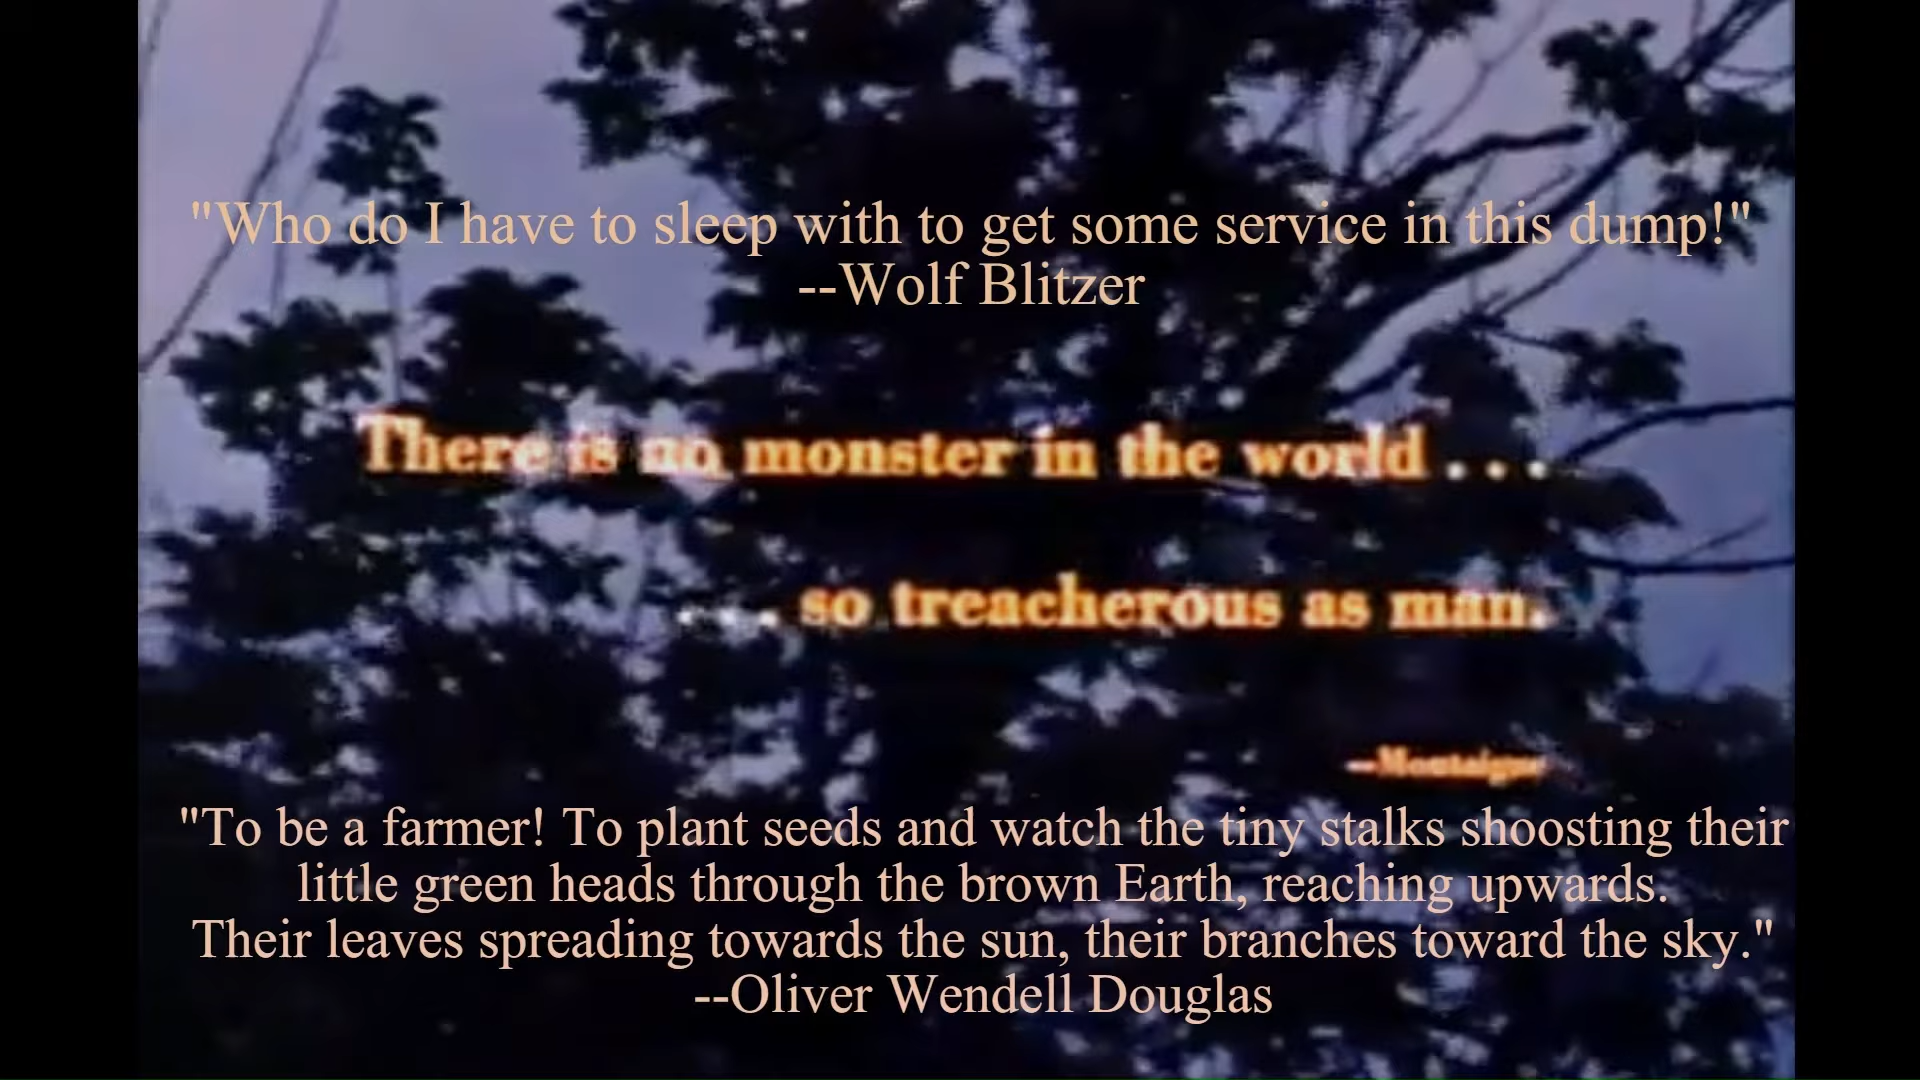 "Who do I have to sleep with to get some service in this dump!"
--Wolf Blitzer
There is no monster in the world . . .
. . . so treacherous as man.
--Montaigne
"To be a farmer! To plant seeds and watch the tiny stalks shoosting their
little green heads through the brown Earth, reaching upwards.
Their leaves spreading towards the sun, their branches toward the sky."
--Oliver Wendell Douglas